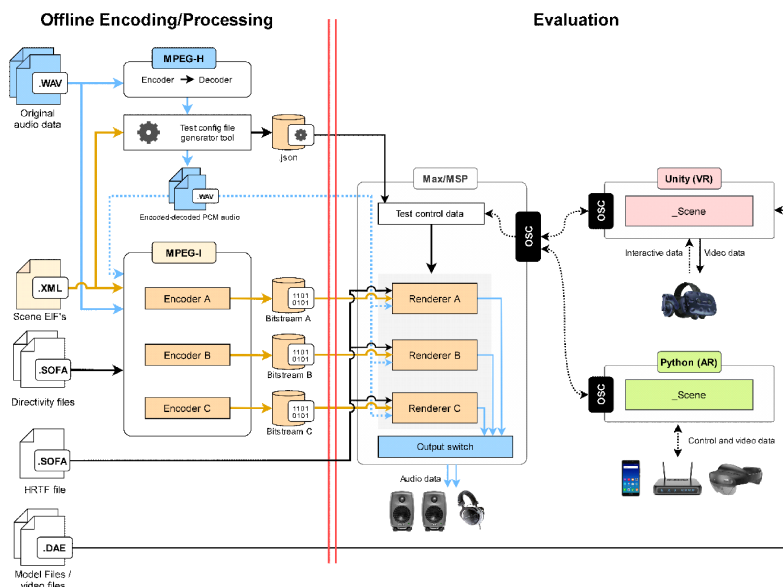 Offline Encoding/Processing
Evaluation
MPEG-H
Encoder
Decoder
.WAV
Original
audio data
Test config file
generator tool
.json
.WAV
Encoded-decoded PCM audio
Max/MSP
Test control data
OSC
OSC
Unity (VR)
_Scene
Interactive data
Video data
MPEG-I
.XML
Scene EIF's
Encoder A
1101
0101
Bitstream A
Renderer A
.SOFA
Directivity files
Encoder B
1101
0101
Bitstream B
Renderer B
Encoder C
1101
0101
Bitstream C
Renderer C
Python (AR)
OSC
_Scene
Control and video data
.SOFA
HRTF file
Output switch
Audio data
.DAE
Model Files /
video files